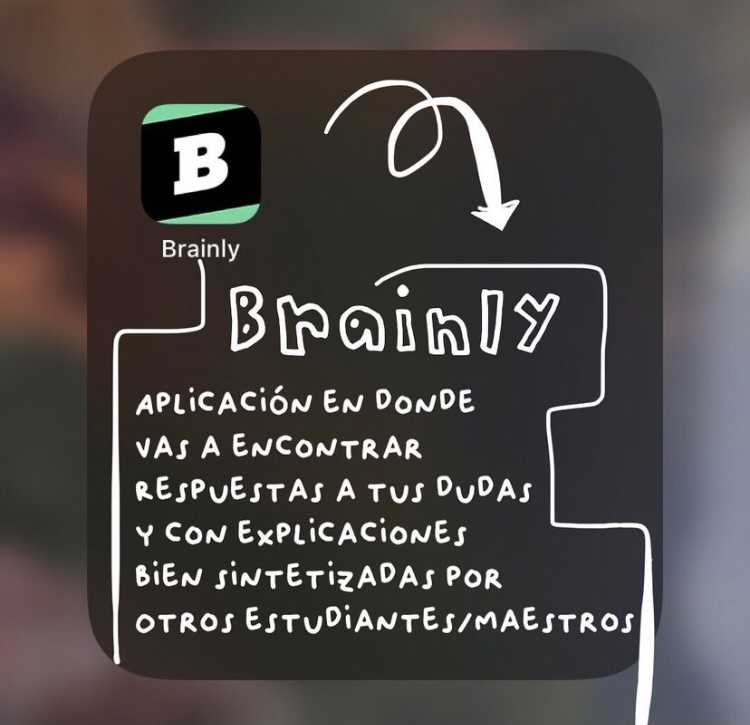 B
Brainly
Brainly
APLiCACiÓN EN DONDE
VAS A ENCONTRAR
RESPUESTAS A TUS DUDAS
Y CON EXPLiCACiONES
BiEN SiNTETiZADAS POR
OTROS ESTUDiANTES/MAESTROS